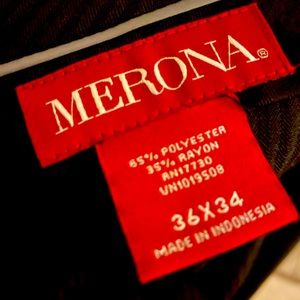 MERONA®
65% POLYESTER
35% RAYON
RN17730
VN1019508
36X34
MADE IN INDONESIA